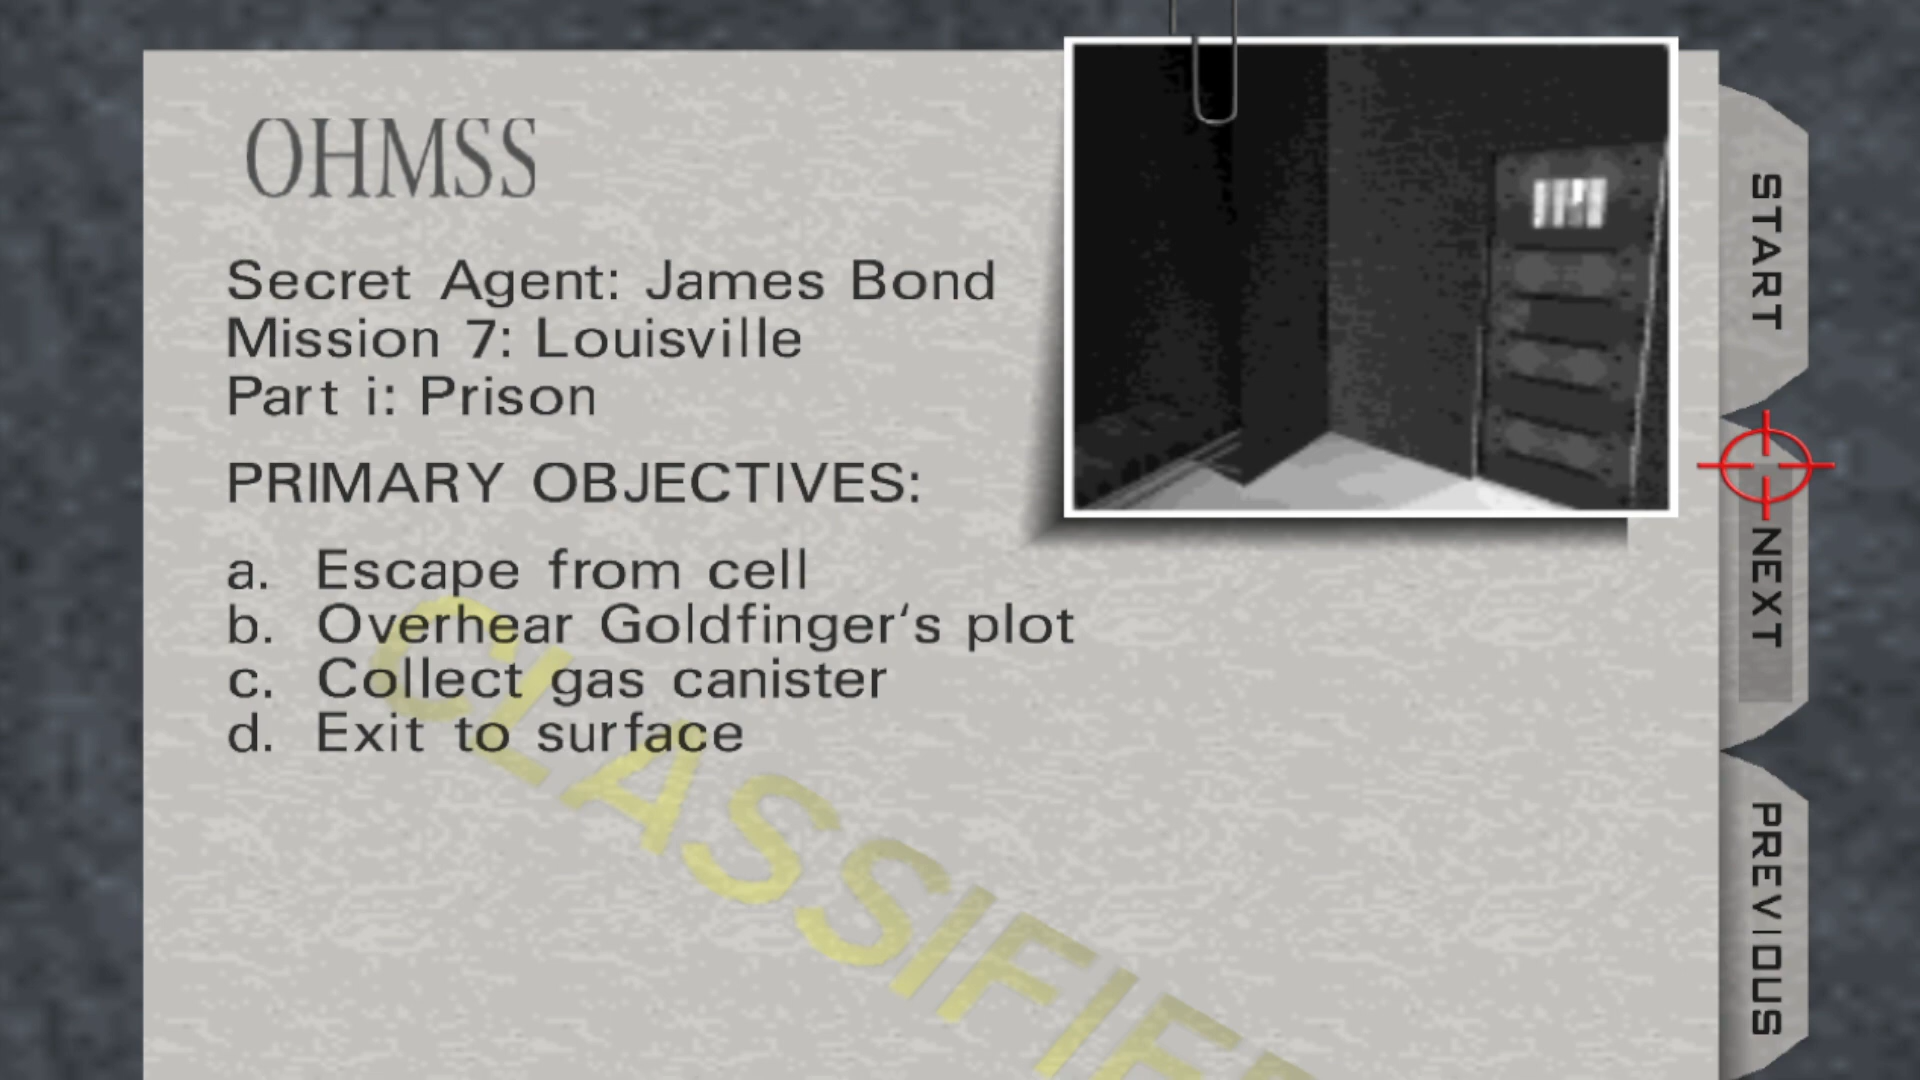 OHMSS
Secret Agent: James Bond
Mission 7: Louisville
Part i: Prison
PRIMARY OBJECTIVES:
a. Escape from cell
b. Overhear Goldfinger's plot
c. Collect gas canister
d. Exit to surface
CLASSIFIE
START
NEXT
PREVIOUS